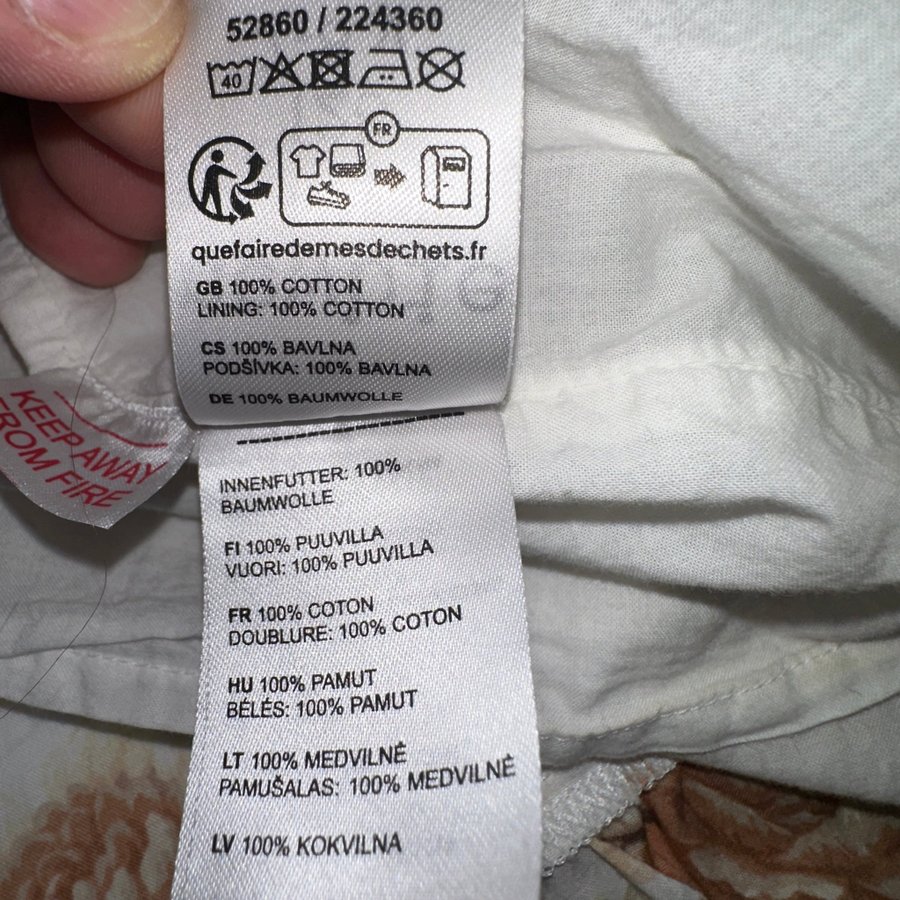 52860 / 224360
40
FR
quefairedemesdechets.fr
GB 100% COTTON
LINING: 100% COTTON
CS 100% BAVLNA
PODŠÍVKA: 100% BAVLNA
DE 100% BAUMWOLLE
INNENFUTTER: 100%
BAUMWOLLE
FI 100% PUUVILLA
VUORI: 100% PUUVILLA
FR 100% COTON
DOUBLURE: 100% COTON
HU 100% PAMUT
BÉLÉS: 100% PAMUT
LT 100% MEDVILNĖ
PAMUŠALAS: 100% MEDVILNĖ
LV 100% KOKVILNA
KEEP AWAY
FROM FIRE